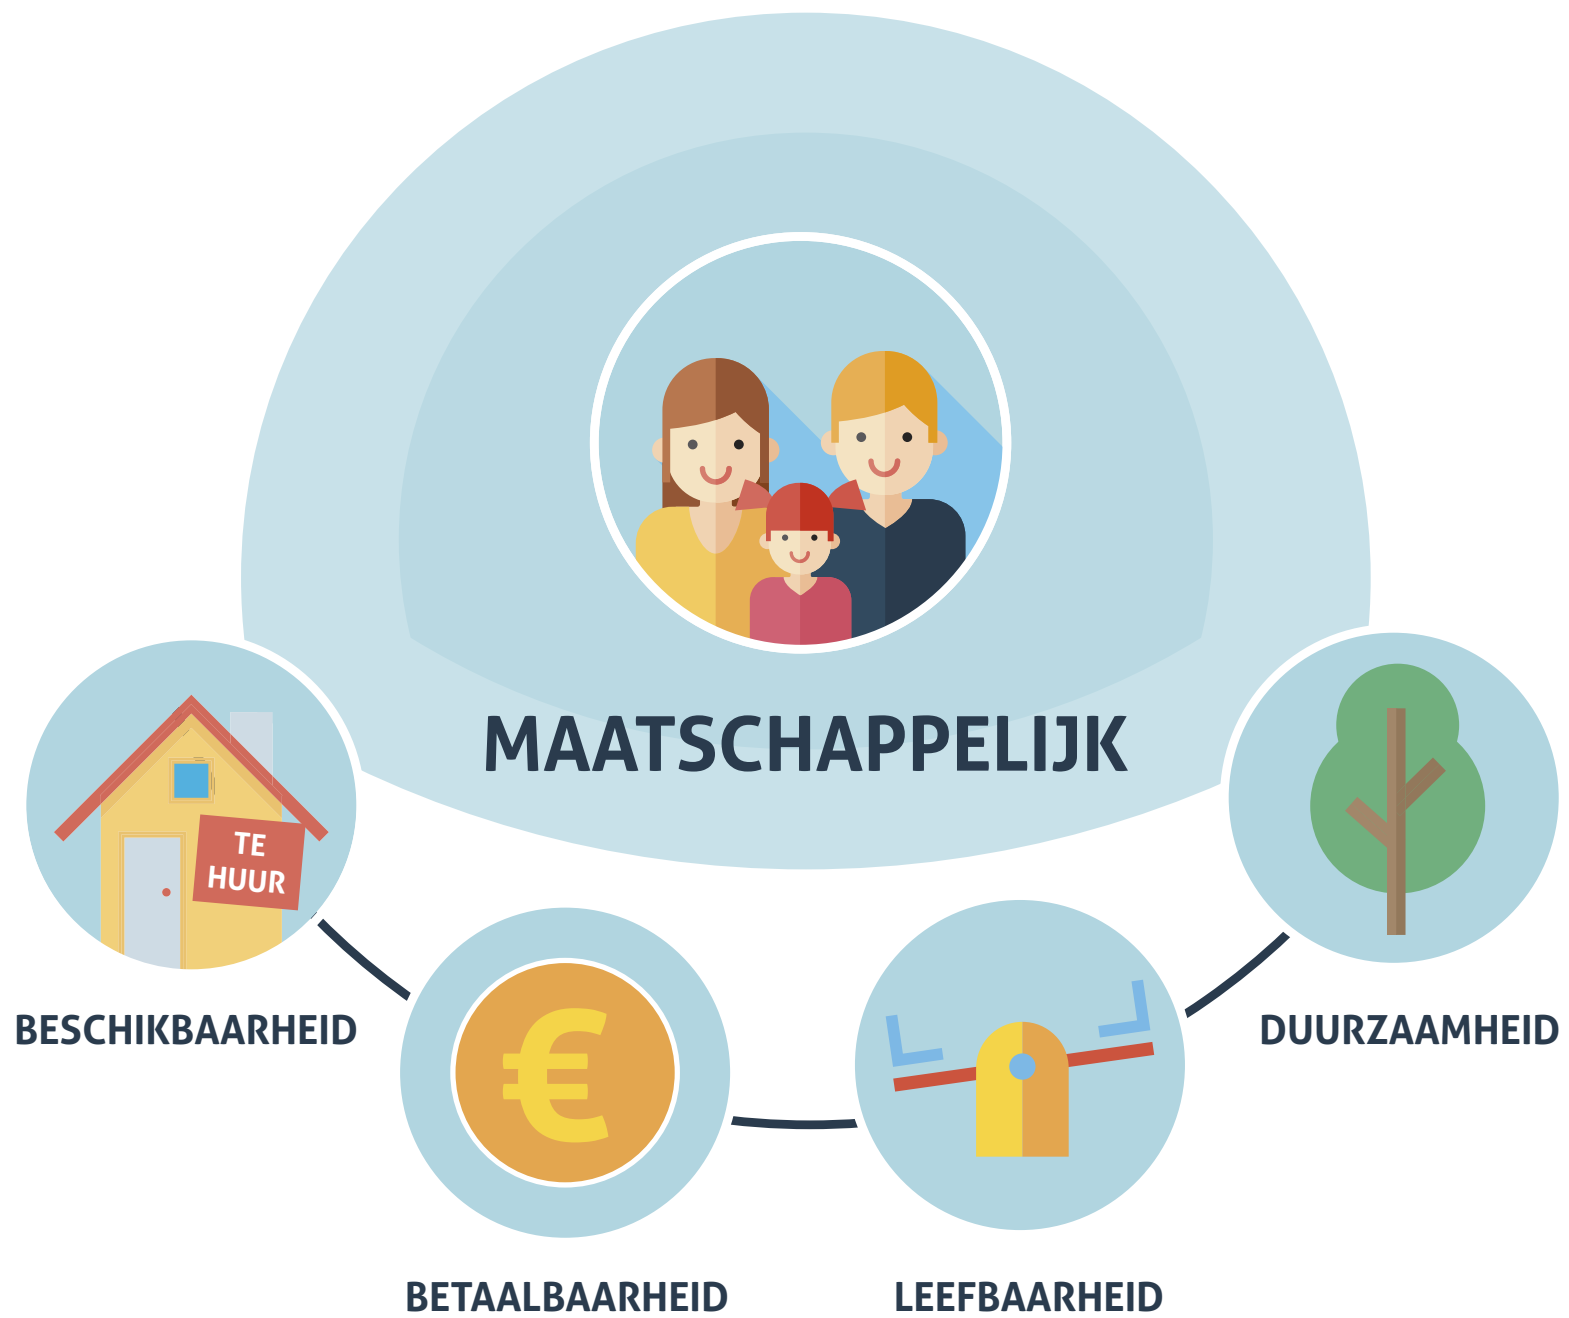 MAATSCHAPPELIJK
TE
HUUR
€
BESCHIKBAARHEID
DUURZAAMHEID
BETAALBAARHEID
LEEFBAARHEID